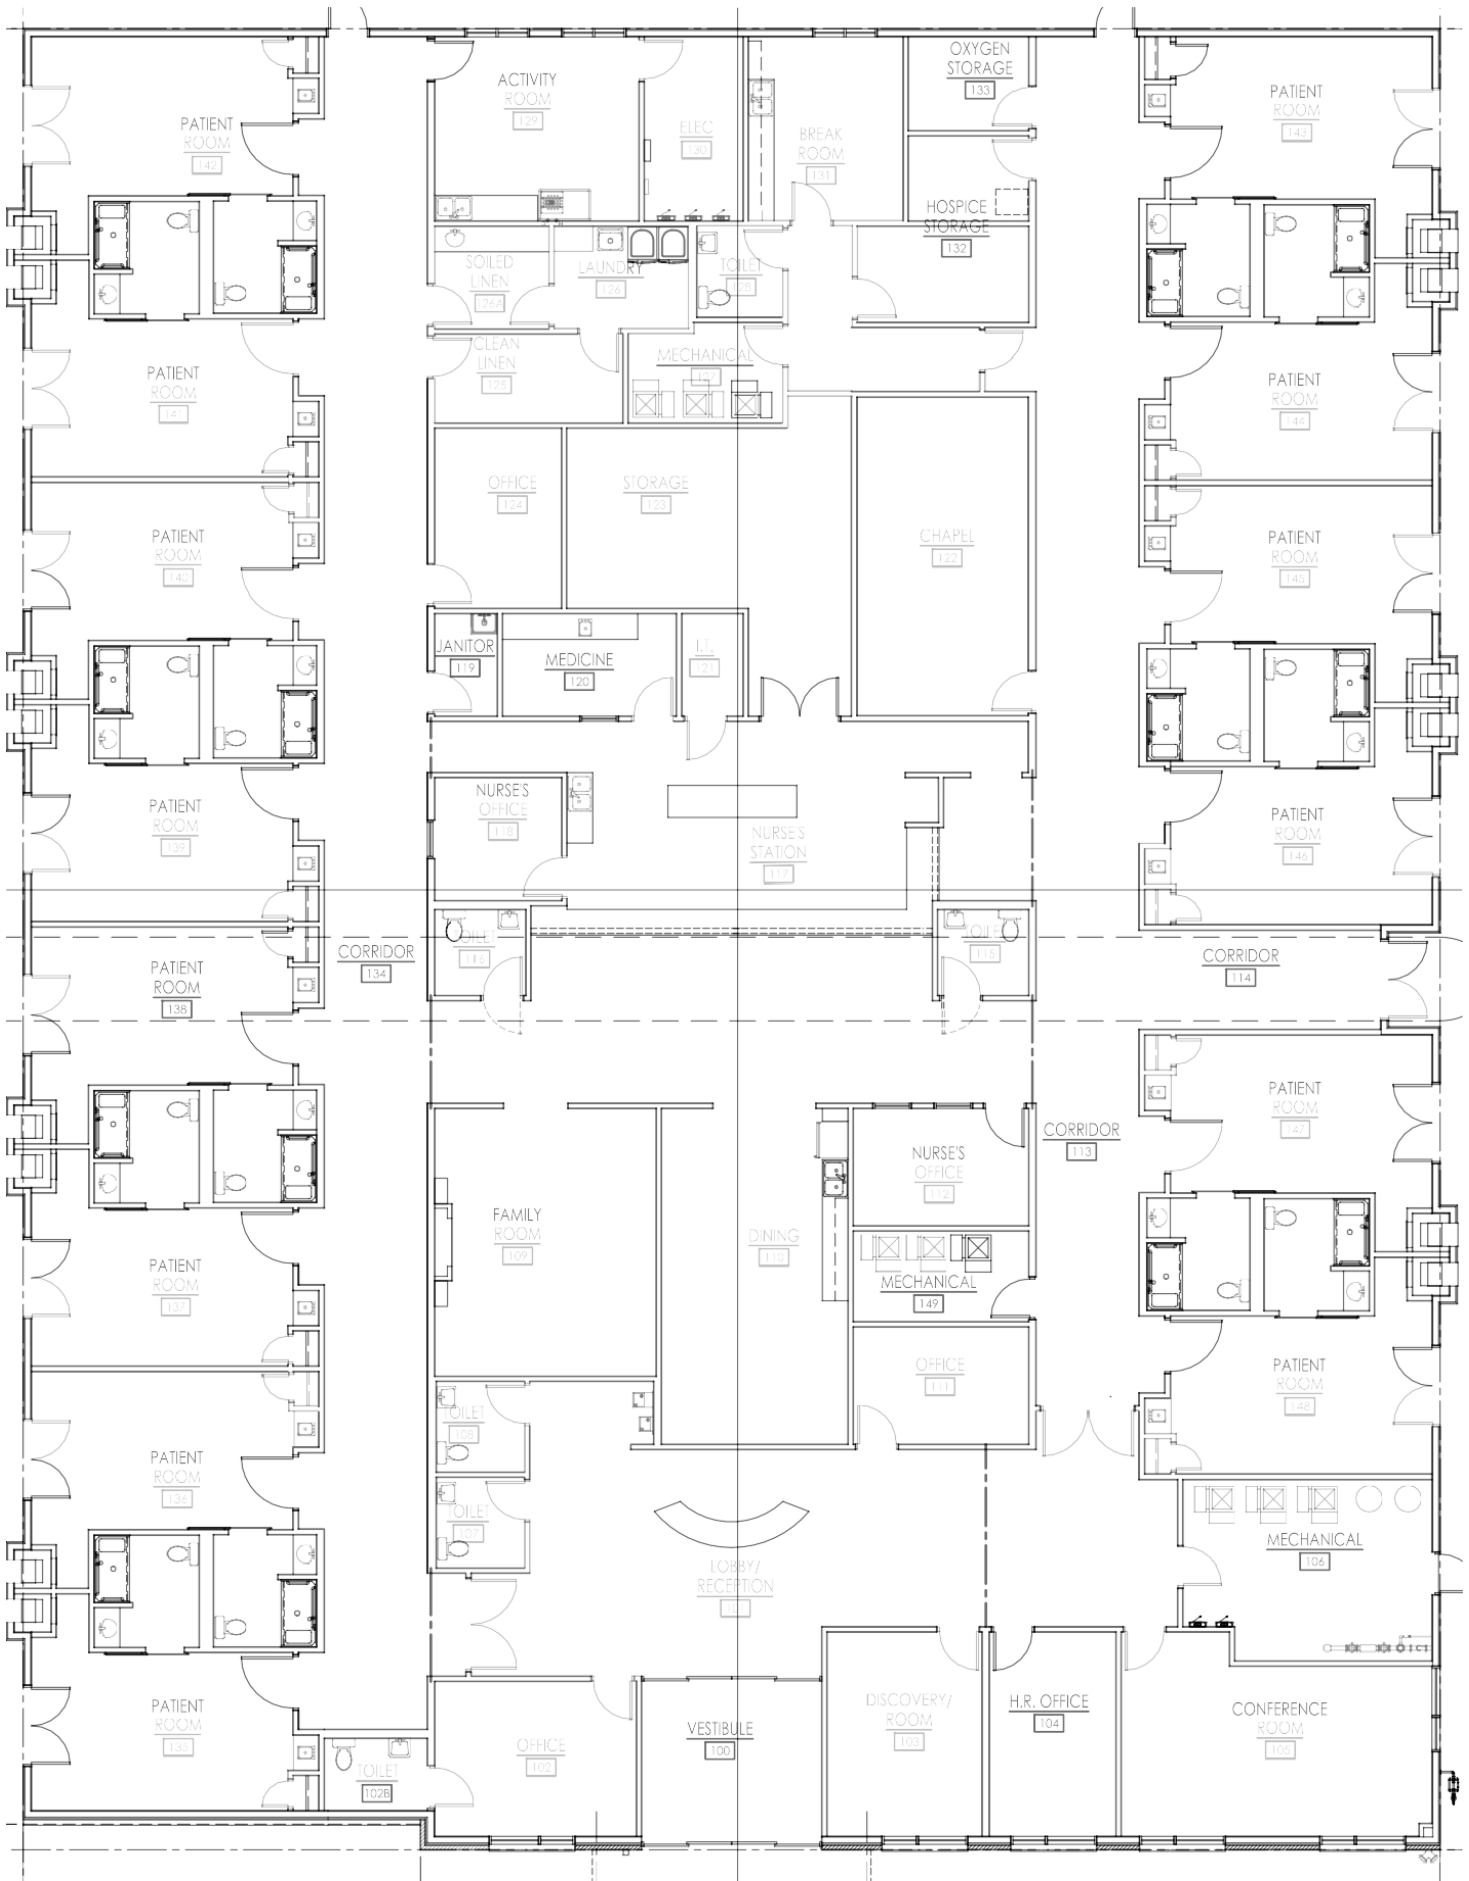 ACTIVITY
ROOM
129
ELEC
130
BREAK
ROOM
131
OXYGEN
STORAGE
133
PATIENT
ROOM
142
PATIENT
ROOM
143
HOSPICE
STORAGE
132
SOILED
LINEN
126A
LAUNDRY
126
TOILET
128
CLEAN
LINEN
125
MECHANICAL
127
PATIENT
ROOM
141
PATIENT
ROOM
144
OFFICE
124
STORAGE
123
CHAPEL
122
PATIENT
ROOM
140
PATIENT
ROOM
145
JANITOR
119
MEDICINE
120
I.T.
121
NURSE'S
OFFICE
118
NURSE'S
STATION
117
PATIENT
ROOM
139
PATIENT
ROOM
146
TOILET
116
TOILET
115
CORRIDOR
134
CORRIDOR
114
PATIENT
ROOM
138
PATIENT
ROOM
147
CORRIDOR
113
NURSE'S
OFFICE
112
FAMILY
ROOM
109
DINING
110
MECHANICAL
149
PATIENT
ROOM
137
OFFICE
111
PATIENT
ROOM
148
TOILET
108
PATIENT
ROOM
136
TOILET
107
MECHANICAL
106
LOBBY/
RECEPTION
101
PATIENT
ROOM
135
OFFICE
102
VESTIBULE
100
DISCOVERY/
ROOM
103
H.R. OFFICE
104
CONFERENCE
ROOM
105
TOILET
102B